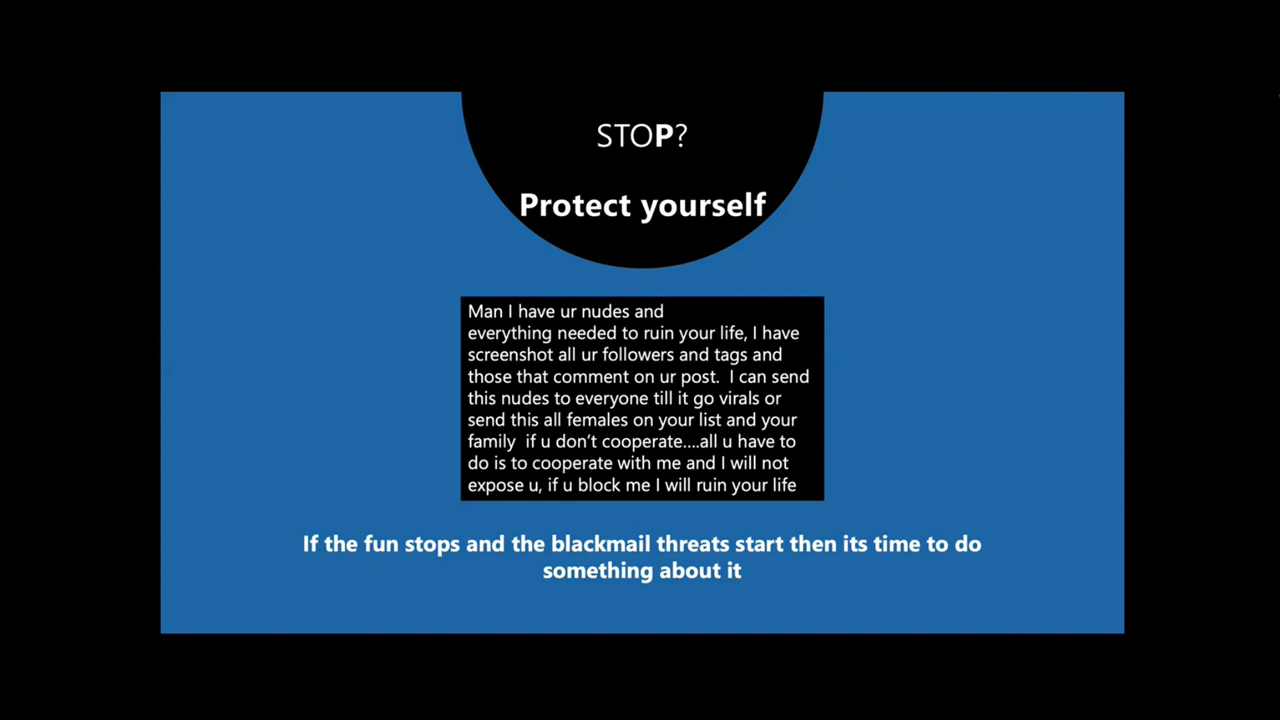 STOP?
Protect yourself
Man I have ur nudes and
everything needed to ruin your life, I have
screenshot all ur followers and tags and
those that comment on ur post.  I can send
this nudes to everyone till it go virals or
send this all females on your list and your
family  if u don't cooperate....all u have to
do is to cooperate with me and I will not
expose u, if u block me I will ruin your life
If the fun stops and the blackmail threats start then its time to do
something about it